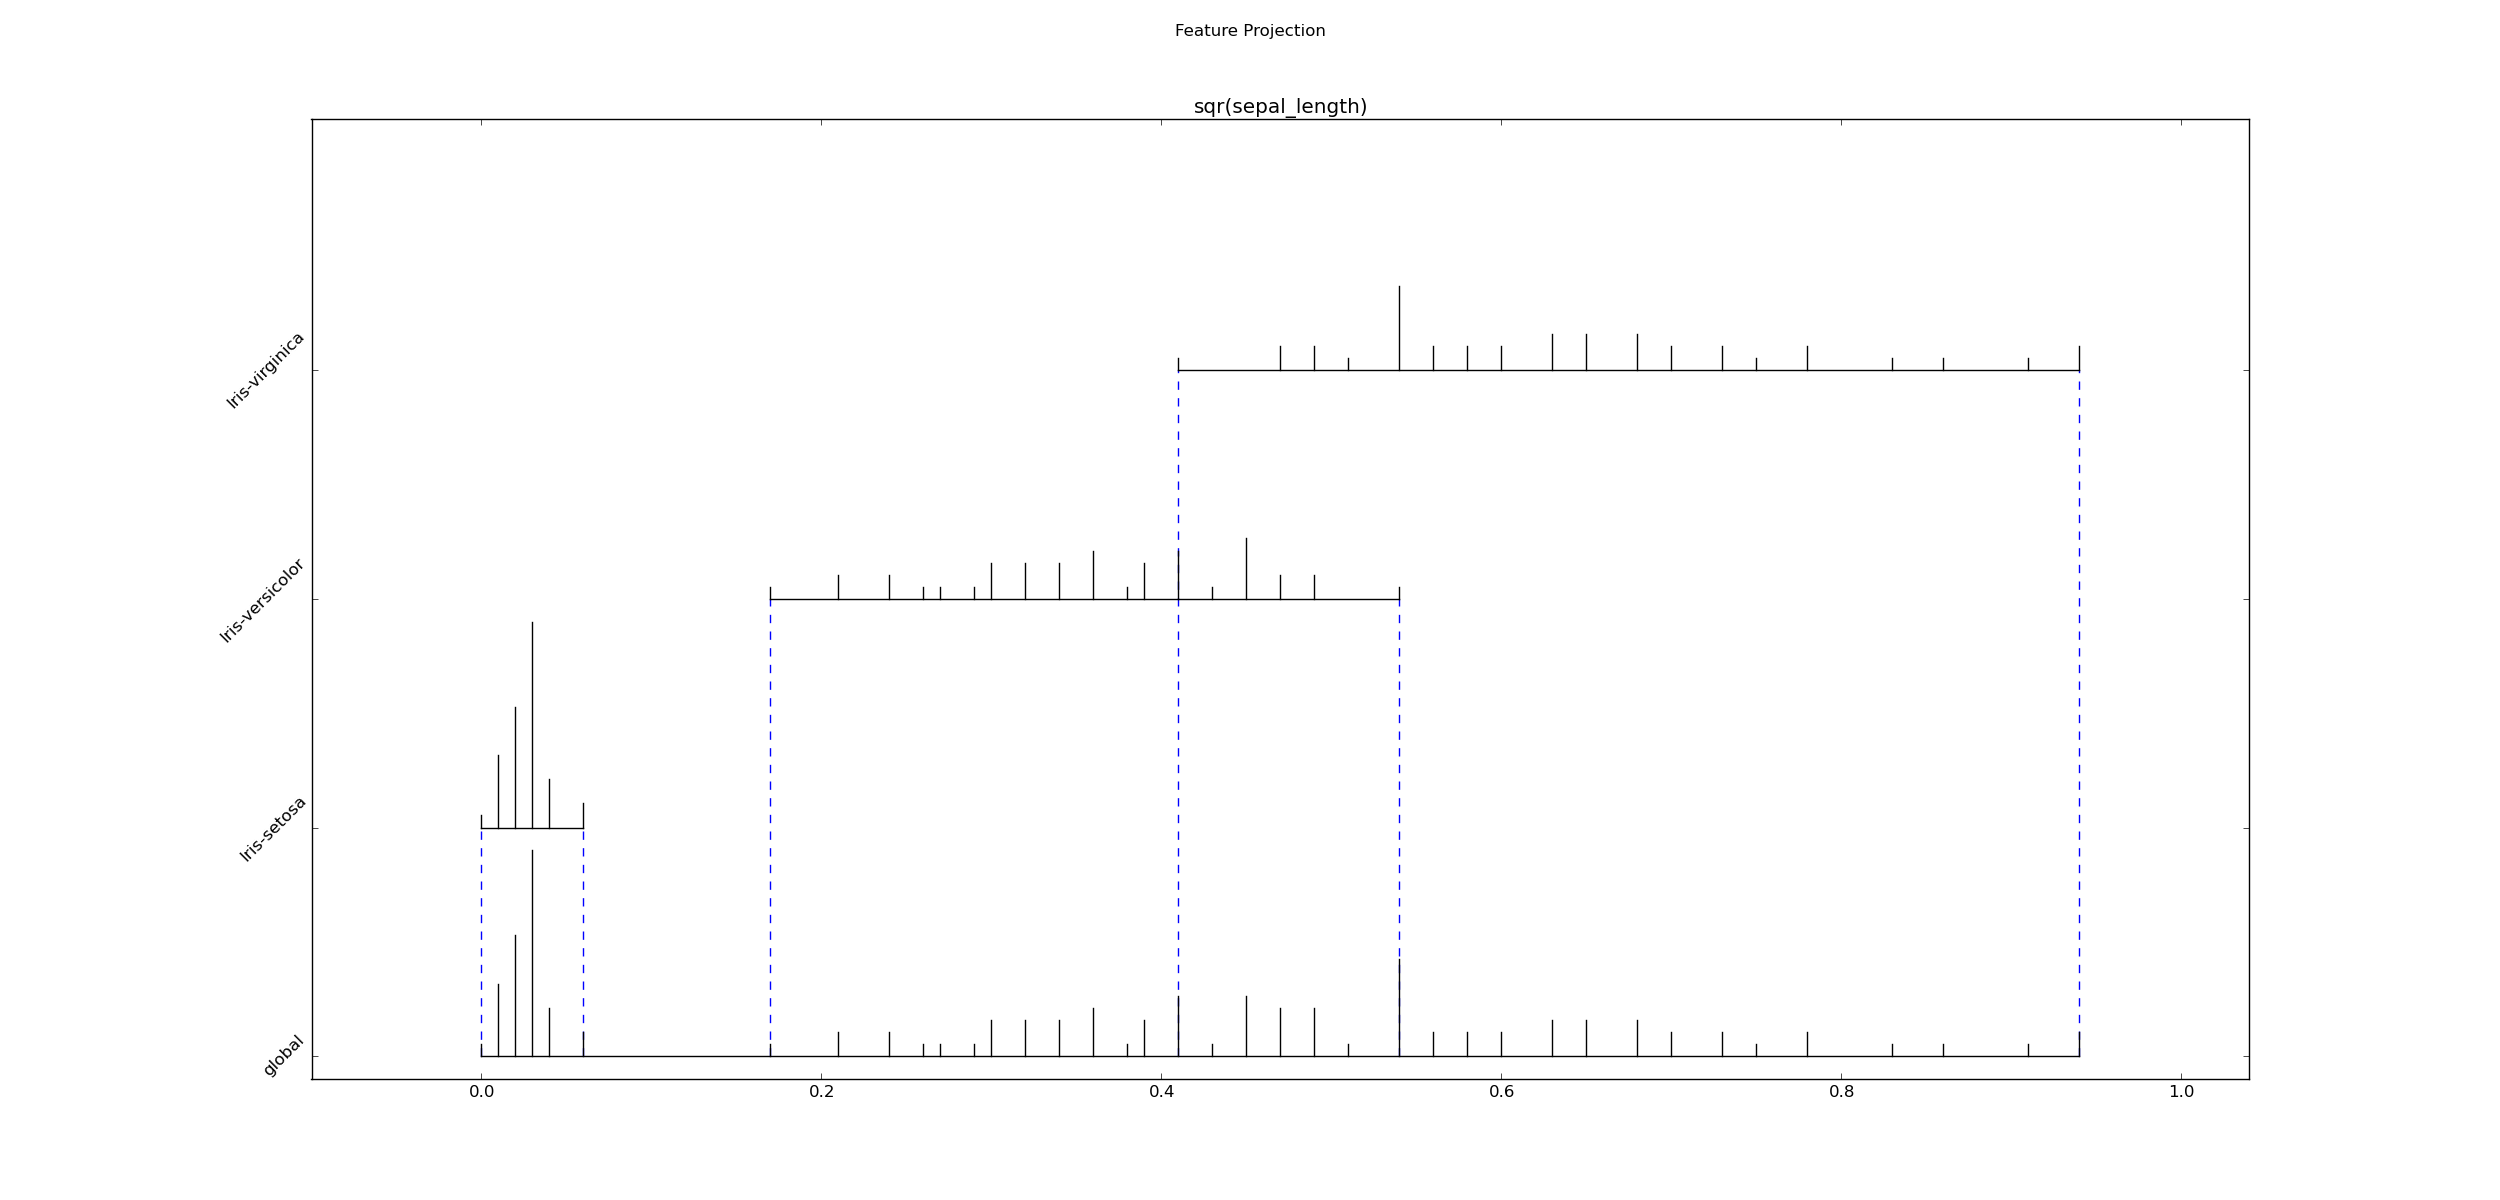 Feature Projection
sqr(sepal_length)
Iris-virginica
Iris-versicolor
Iris-setosa
global
0.0 0.2 0.4 0.6 0.8 1.0